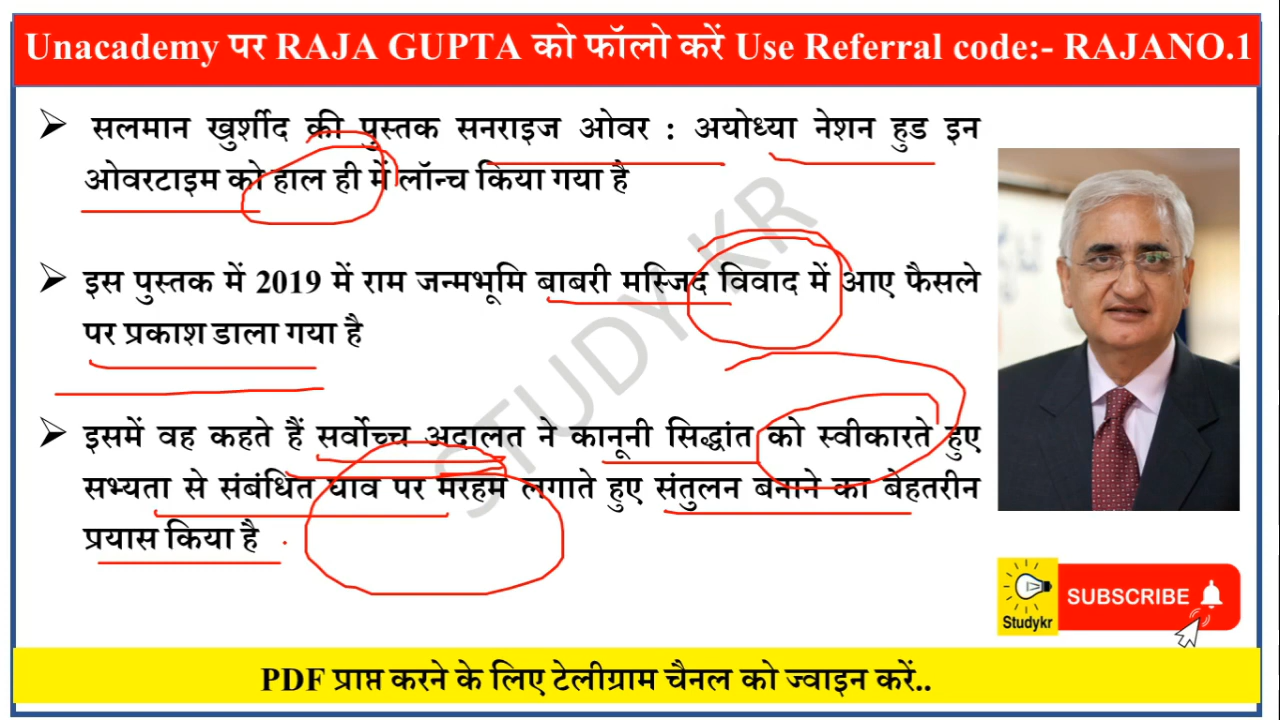 Unacademy पर RAJA GUPTA को फॉलो करें Use Referral code:- RAJANO.1
सलमान खुर्शीद की पुस्तक सनराइज ओवर : अयोध्या नेशन हुड इन
ओवरटाइम को हाल ही में लॉन्च किया गया है
इस पुस्तक में 2019 में राम जन्मभूमि बाबरी मस्जिद विवाद में आए फैसले
पर प्रकाश डाला गया है
इसमें वह कहते हैं सर्वोच्च अदालत ने कानूनी सिद्धांत को स्वीकारते हुए
सभ्यता से संबंधित घाव पर मरहम लगाते हुए संतुलन बनाने का बेहतरीन
प्रयास किया है
STUDY KR
SUBSCRIBE
Studykr
PDF प्राप्त करने के लिए टेलीग्राम चैनल को ज्वाइन करें..